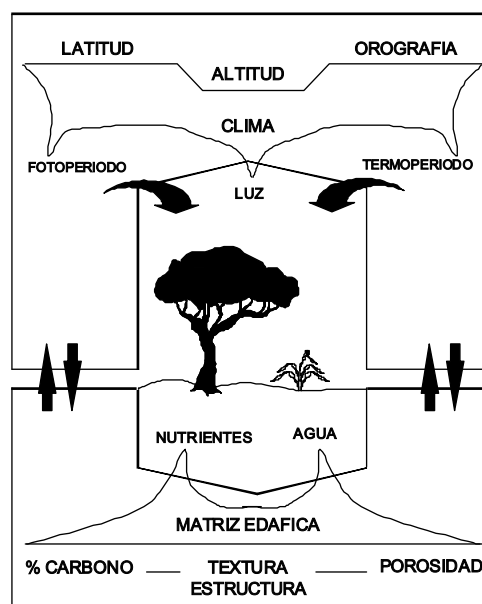 LATITUD OROGRAFIA
ALTITUD
CLIMA
FOTOPERIODO TERMOPERIODO
LUZ
NUTRIENTES AGUA
MATRIZ EDAFICA
% CARBONO TEXTURA POROSIDAD
ESTRUCTURA